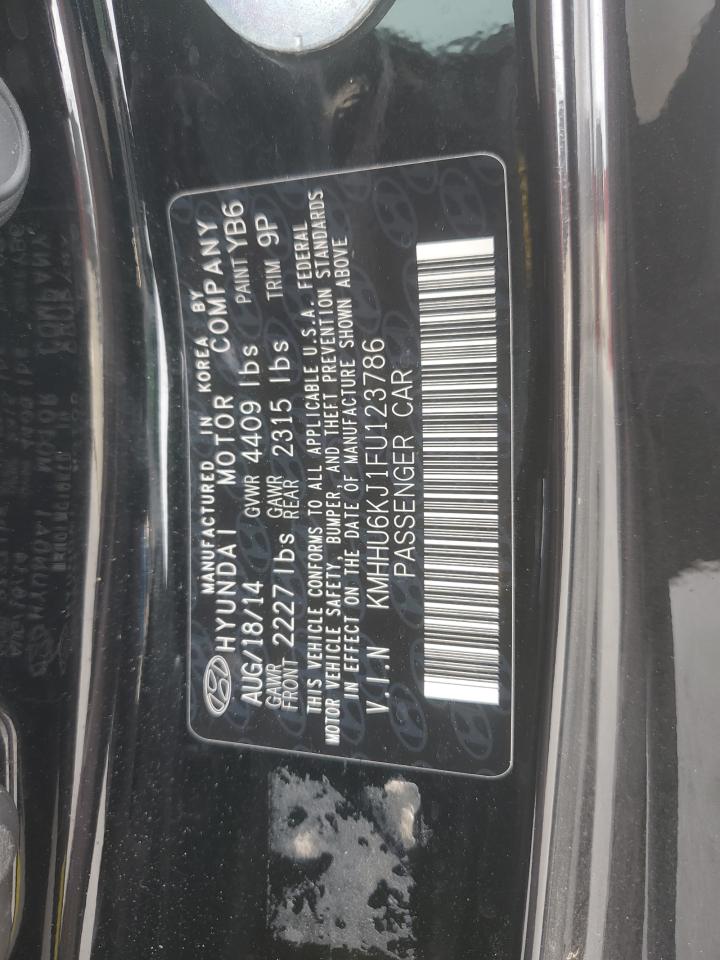 MANUFACTURED IN KOREA BY
HYUNDAI MOTOR COMPANY
AUG/18/14 GVWR 4409 lbs PAINT YB6
GAWR FRONT 2227 lbs GAWR REAR 2315 lbs TRIM 9P
THIS VEHICLE CONFORMS TO ALL APPLICABLE U.S.A. FEDERAL
MOTOR VEHICLE SAFETY, BUMPER, AND THEFT PREVENTION STANDARDS
IN EFFECT ON THE DATE OF MANUFACTURE SHOWN ABOVE
V.I.N KMHHU6KJ1FU123786
PASSENGER CAR